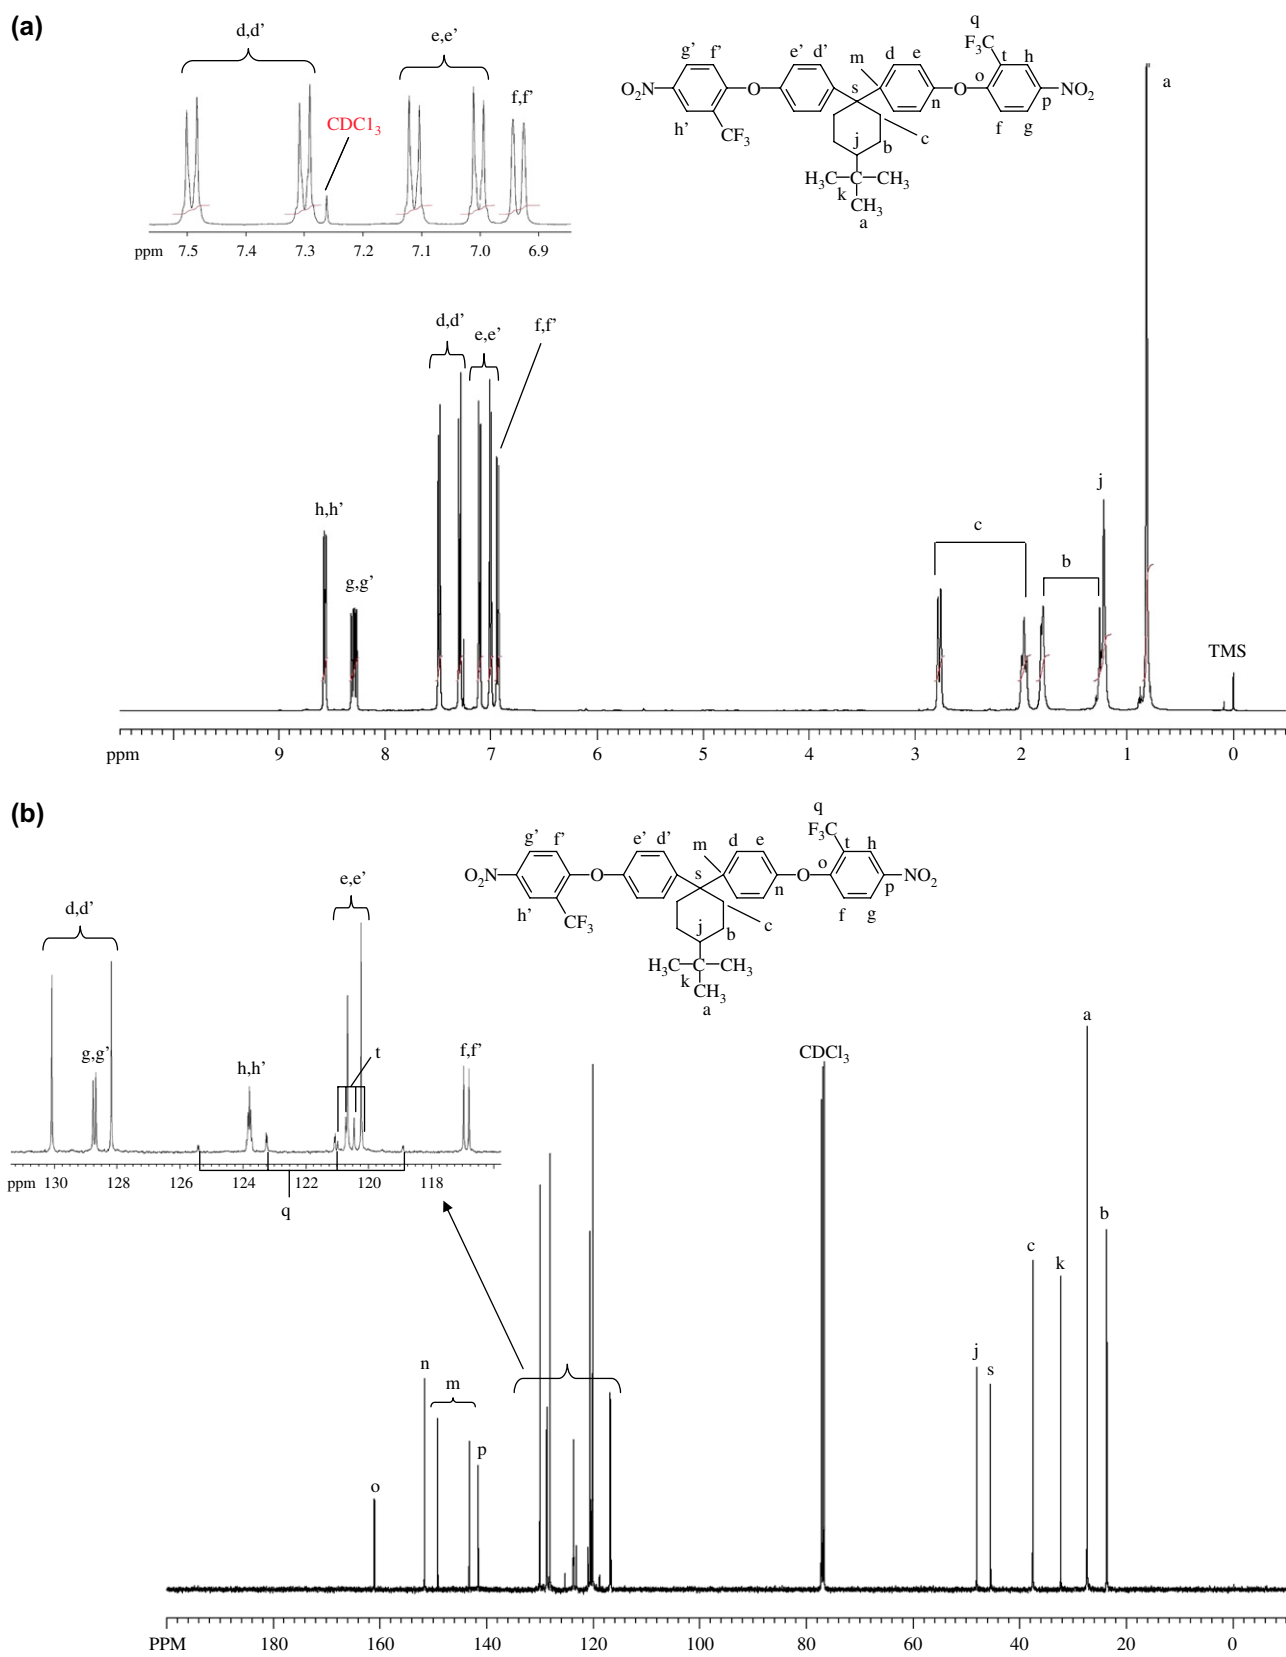 (a)
d,d’
e,e’
f,f’
CDCl3
ppm 7.5 7.4 7.3 7.2 7.1 7.0 6.9
q
F3C
g’ f’ e’ d’ m d e t h
O2N O s n O o p NO2
h’ CF3 c f g
j b
H3C C CH3
k CH3
a
a
d,d’
e,e’
f,f’
h,h’
g,g’
c
b
j
TMS
ppm 9 8 7 6 5 4 3 2 1 0
(b)
q
F3C
g’ f’ e’ d’ m d e t h
O2N O s n O o p NO2
h’ CF3 c f g
j b
H3C C CH3
k CH3
a
d,d’
g,g’
h,h’
e,e’
t
f,f’
ppm 130 128 126 124 122 120 118
q
CDCl3
a
b
c
k
j
s
n
m
p
o
PPM 180 160 140 120 100 80 60 40 20 0